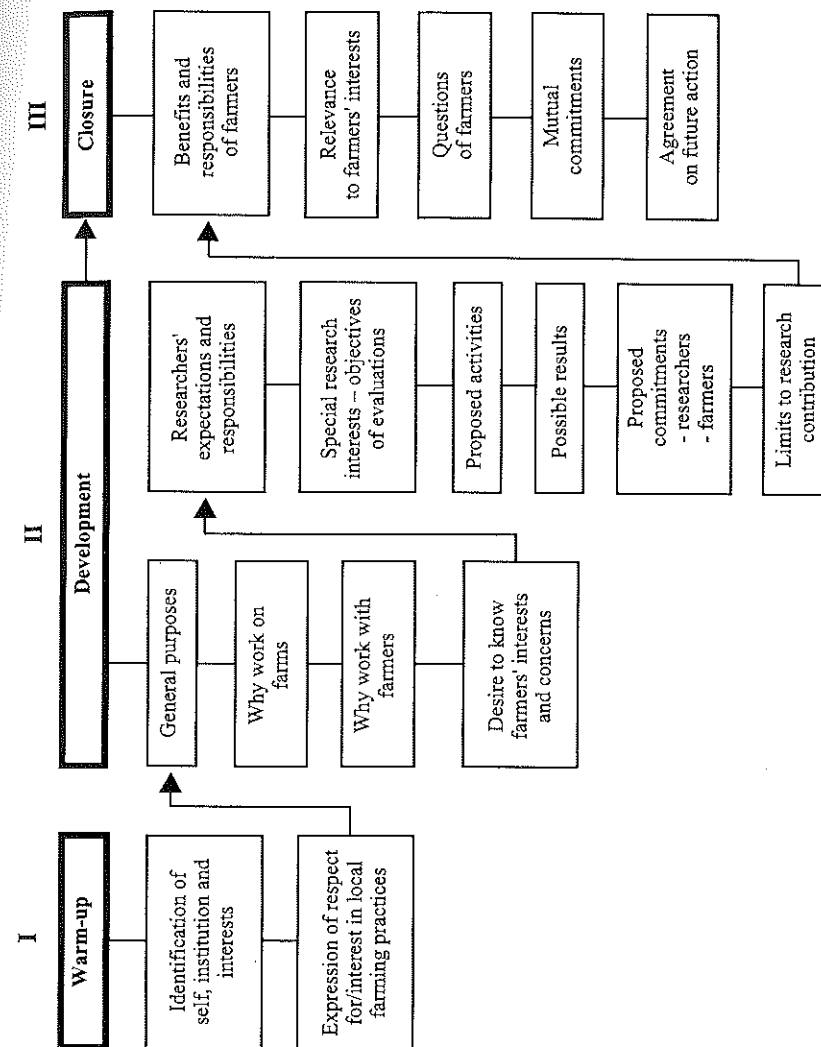 I
Warm-up
Identification of
self, institution and
interests
Expression of respect
for/interest in local
farming practices
II
Development
General purposes
Why work on
farms
Why work with
farmers
Desire to know
farmers' interests
and concerns
Researchers'
expectations and
responsibilities
Special research
interests – objectives
of evaluations
Proposed activities
Possible results
Proposed
commitments
- researchers
- farmers
Limits to research
contribution
III
Closure
Benefits and
responsibilities
of farmers
Relevance
to farmers' interests
Questions
of farmers
Mutual
commitments
Agreement
on future action